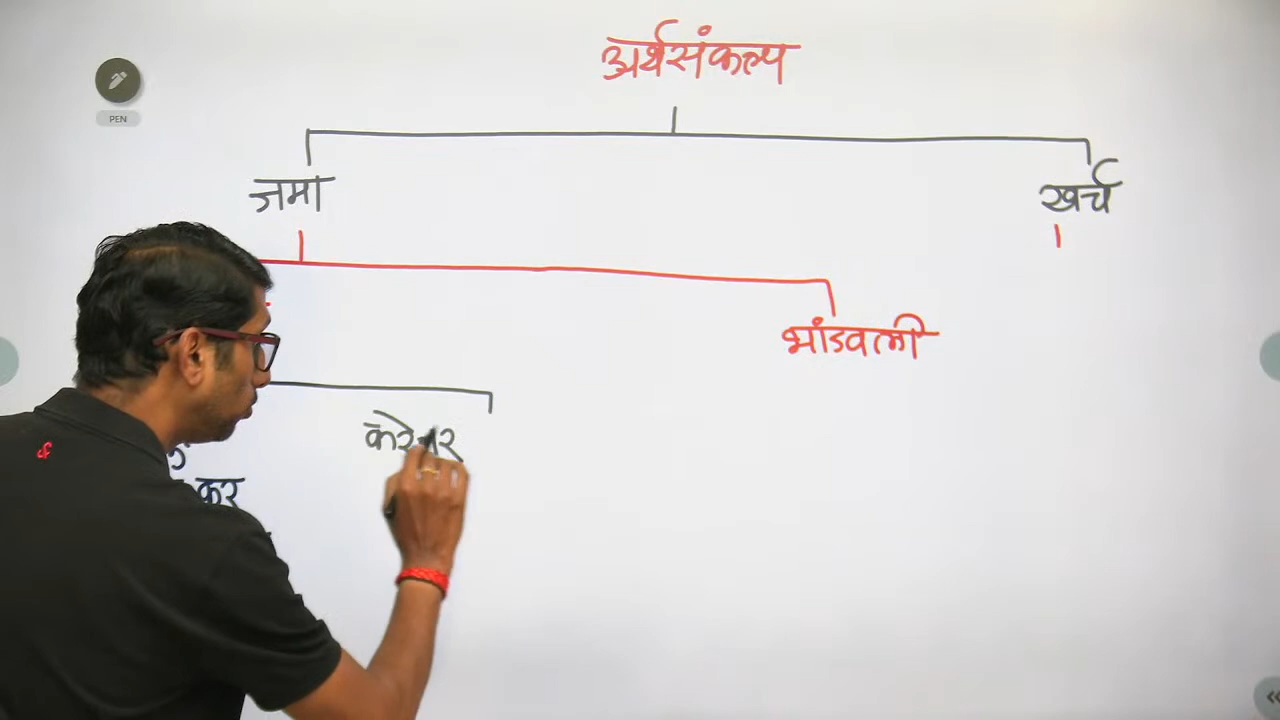 अर्थसंकल्प
PEN
जमा
खर्च
भांडवली
करेतर
कर